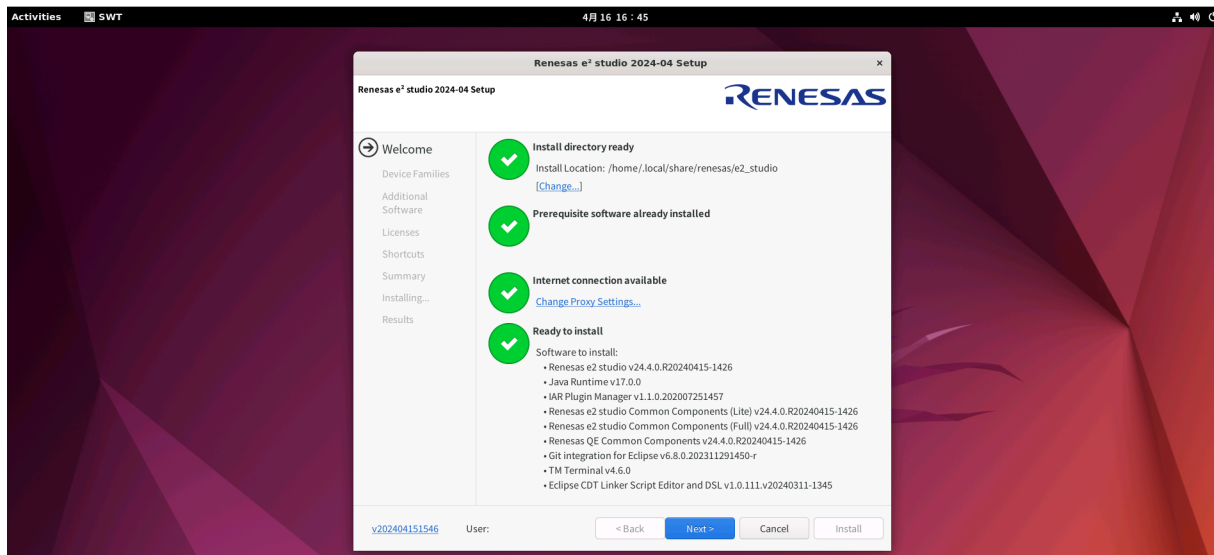 Activities SWT 4月 16 16：45
Renesas e² studio 2024-04 Setup ×
Renesas e² studio 2024-04 Setup
RENESAS
Welcome
Device Families
Additional
Software
Licenses
Shortcuts
Summary
Installing...
Results
Install directory ready
Install Location: /home/.local/share/renesas/e2_studio
[Change...]
Prerequisite software already installed
Internet connection available
Change Proxy Settings...
Ready to install
Software to install:
• Renesas e2 studio v24.4.0.R20240415-1426
• Java Runtime v17.0.0
• IAR Plugin Manager v1.1.0.202007251457
• Renesas e2 studio Common Components (Lite) v24.4.0.R20240415-1426
• Renesas e2 studio Common Components (Full) v24.4.0.R20240415-1426
• Renesas QE Common Components v24.4.0.R20240415-1426
• Git integration for Eclipse v6.8.0.202311291450-r
• TM Terminal v4.6.0
• Eclipse CDT Linker Script Editor and DSL v1.0.111.v20240311-1345
v202404151546 User: < Back Next > Cancel Install